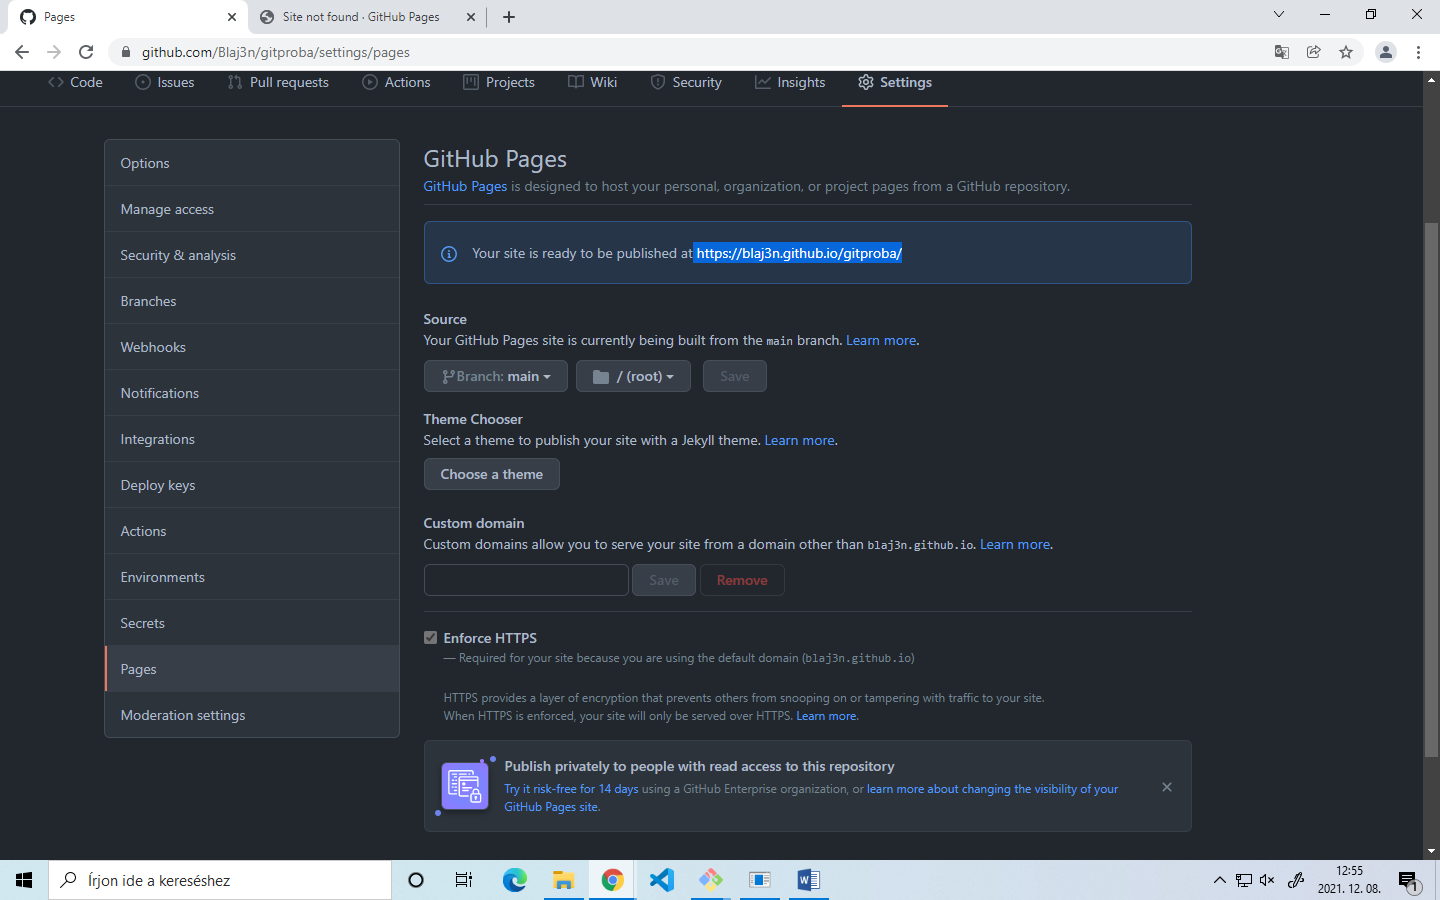 Pages
Site not found · GitHub Pages
github.com/Blaj3n/gitproba/settings/pages
Code
Issues
Pull requests
Actions
Projects
Wiki
Security
Insights
Settings
Options
Manage access
Security & analysis
Branches
Webhooks
Notifications
Integrations
Deploy keys
Actions
Environments
Secrets
Pages
Moderation settings
GitHub Pages
GitHub Pages is designed to host your personal, organization, or project pages from a GitHub repository.
Your site is ready to be published at https://blaj3n.github.io/gitproba/
Source
Your GitHub Pages site is currently being built from the main branch. Learn more.
Branch: main
/ (root)
Save
Theme Chooser
Select a theme to publish your site with a Jekyll theme. Learn more.
Choose a theme
Custom domain
Custom domains allow you to serve your site from a domain other than blaj3n.github.io. Learn more.
Save
Remove
Enforce HTTPS
— Required for your site because you are using the default domain (blaj3n.github.io)
HTTPS provides a layer of encryption that prevents others from snooping on or tampering with traffic to your site.
When HTTPS is enforced, your site will only be served over HTTPS. Learn more.
Publish privately to people with read access to this repository
Try it risk-free for 14 days using a GitHub Enterprise organization, or learn more about changing the visibility of your
GitHub Pages site.
Írjon ide a kereséshez
12:55
2021. 12. 08.
1